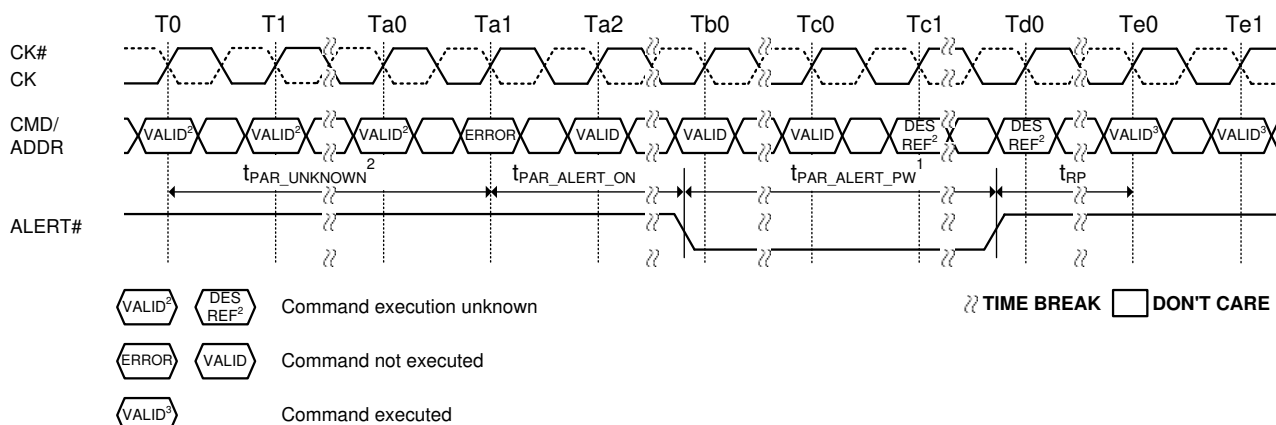 T0 T1 Ta0 Ta1 Ta2 Tb0 Tc0 Tc1 Td0 Te0 Te1
CK#
CK
CMD/
ADDR
VALID² VALID² VALID² ERROR VALID VALID VALID DES REF² DES REF² VALID³ VALID³
tPAR_UNKNOWN² tPAR_ALERT_ON tPAR_ALERT_PW¹ tRP
ALERT#
VALID² DES REF² Command execution unknown
TIME BREAK DON'T CARE
ERROR VALID Command not executed
VALID³ Command executed